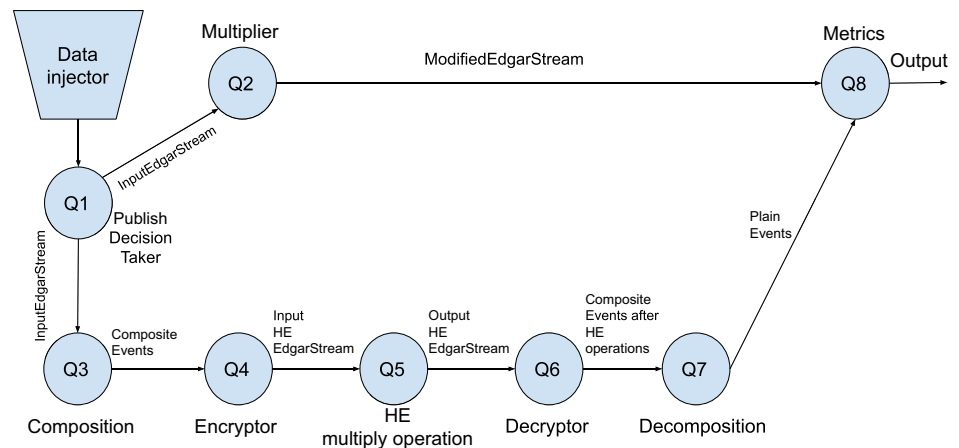 Data
injector
Multiplier
Q2
ModifiedEdgarStream
Metrics
Q8
Output
InputEdgarStream
Q1
Publish
Decision
Taker
InputEdgarStream
Plain
Events
Q3
Composition
Composite
Events
Q4
Encryptor
Input
HE
EdgarStream
Q5
HE
multiply operation
Output
HE
EdgarStream
Q6
Decryptor
Composite
Events after
HE
operations
Q7
Decomposition